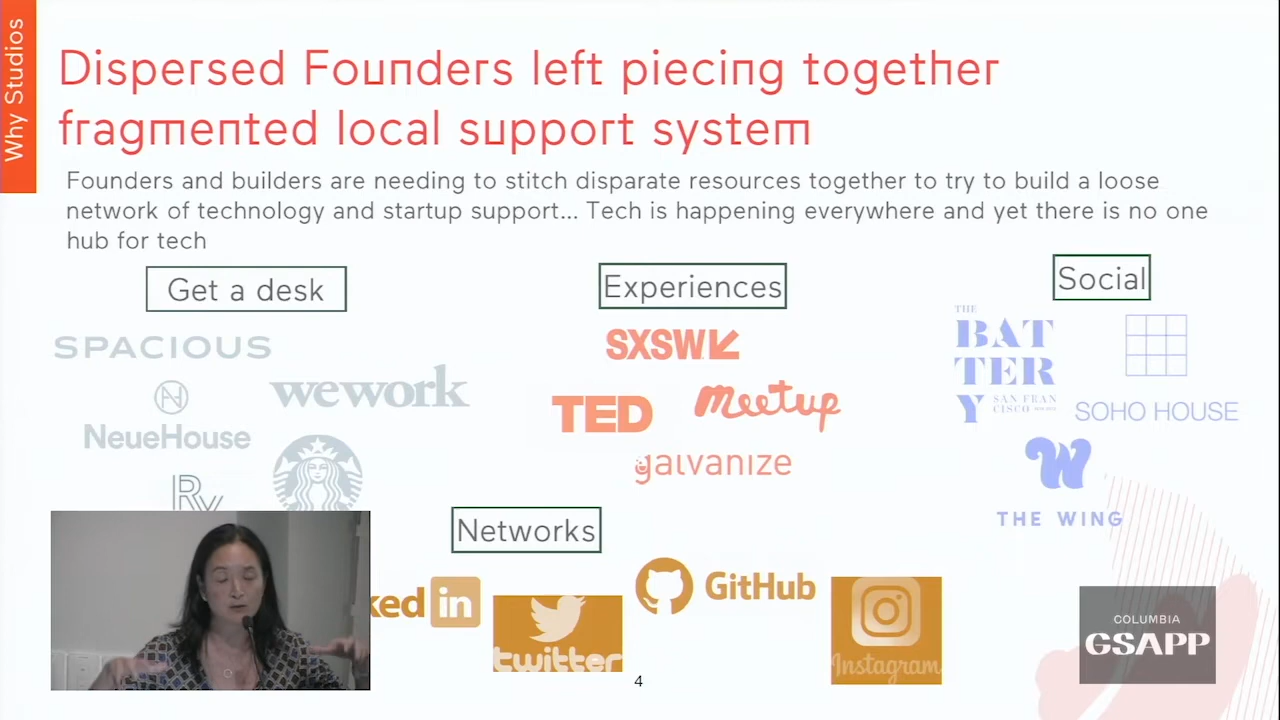 Why Studios
Dispersed Founders left piecing together
fragmented local support system
Founders and builders are needing to stitch disparate resources together to try to build a loose
network of technology and startup support... Tech is happening everywhere and yet there is no one
hub for tech
Get a desk
SPACIOUS
wework
NeueHouse
RV
Experiences
SXSW
TED
meetup
galvanize
Social
THE
BAT
TER
Y
SAN FRAN
CISCO
SOHO HOUSE
W
THE WING
Networks
ked in
twitter
GitHub
Instagram
COLUMBIA
GSAPP
4